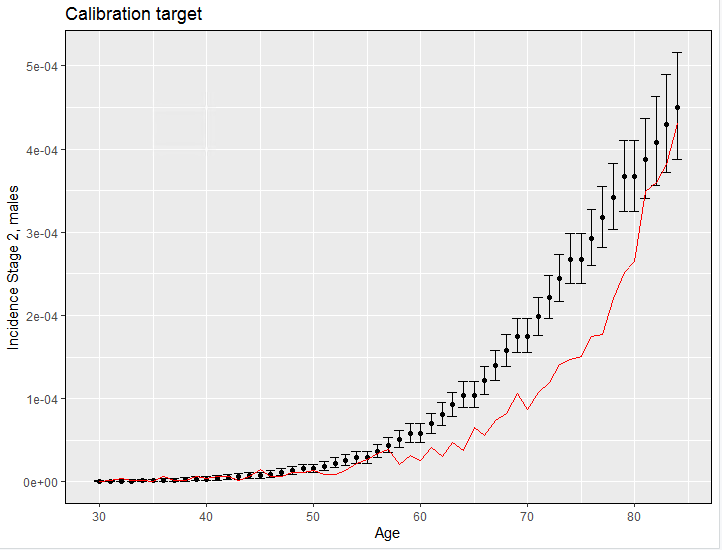 Calibration target
5e-04
4e-04
3e-04
2e-04
1e-04
0e+00
Incidence Stage 2, males
30 40 50 60 70 80
Age